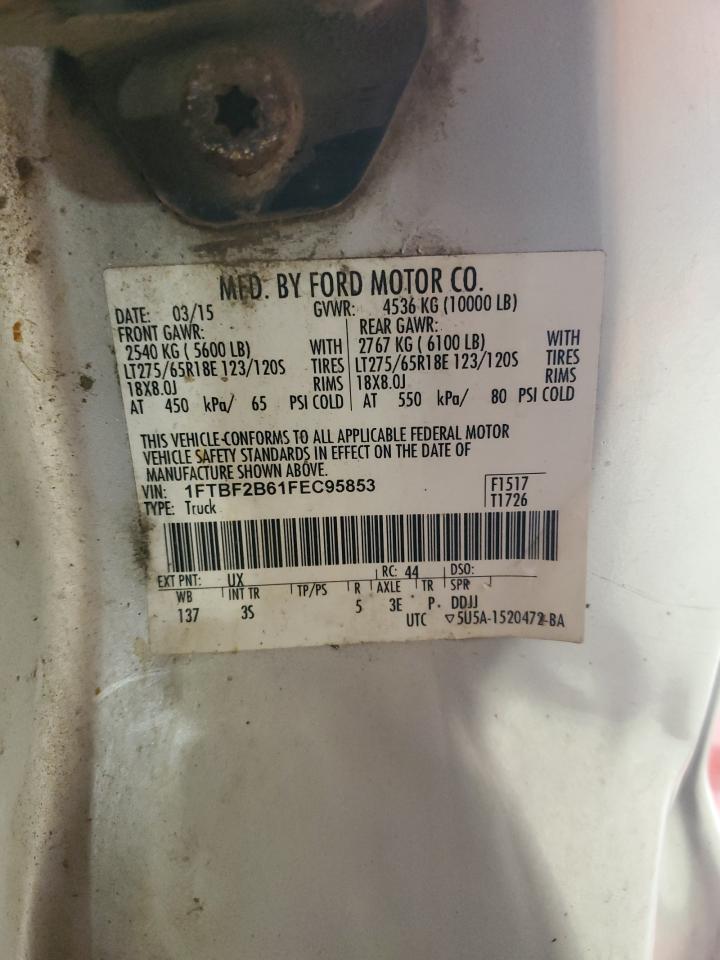 MFD. BY FORD MOTOR CO.
DATE: 03/15 GVWR: 4536 KG (10000 LB)
FRONT GAWR: REAR GAWR:
2540 KG ( 5600 LB) WITH 2767 KG ( 6100 LB) WITH
LT275/65R18E 123/120S TIRES LT275/65R18E 123/120S TIRES
18X8.0J RIMS 18X8.0J RIMS
AT 450 kPa/ 65 PSI COLD AT 550 kPa/ 80 PSI COLD
THIS VEHICLE CONFORMS TO ALL APPLICABLE FEDERAL MOTOR
VEHICLE SAFETY STANDARDS IN EFFECT ON THE DATE OF
MANUFACTURE SHOWN ABOVE.
VIN: 1FTBF2B61FEC95853 F1517
TYPE: Truck T1726
EXT PNT: UX RC: 44 DSO:
WB INT TR TP/PS R AXLE TR SPR
137 3S 5 3E P DDJJ
UTC ▽5U5A-1520472-BA